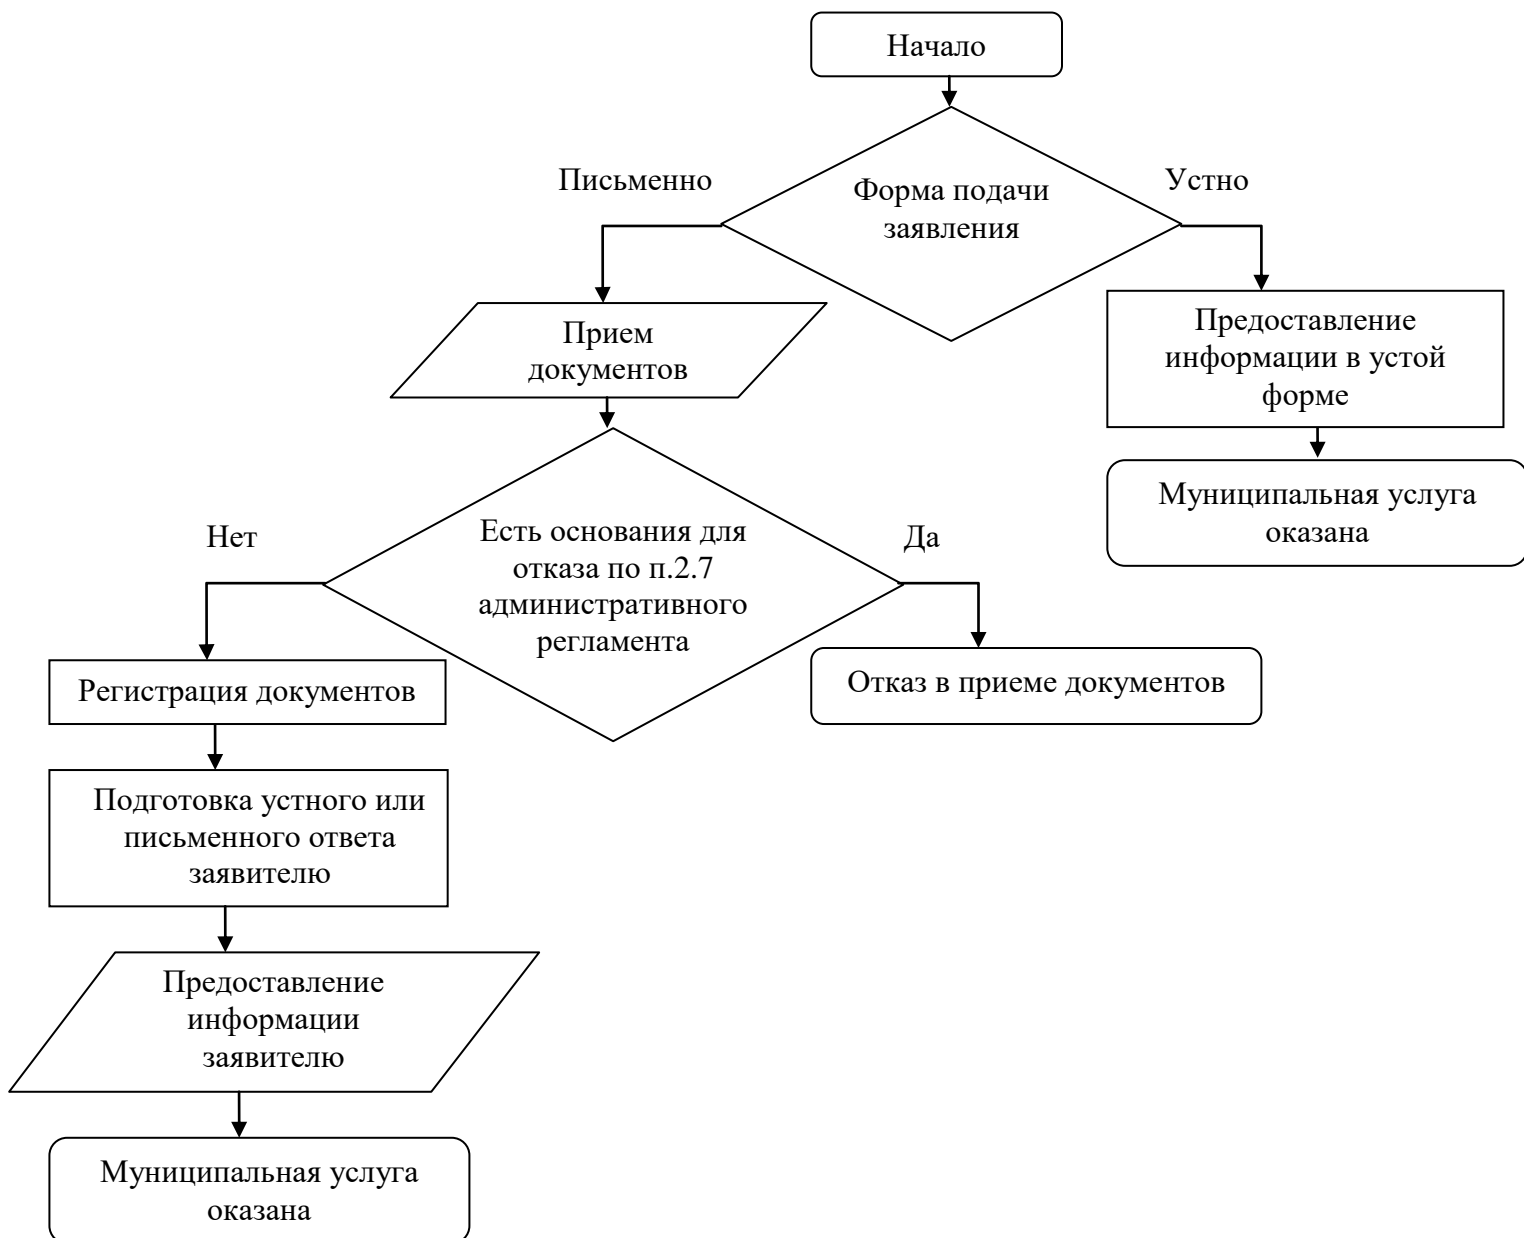 Начало
Письменно
Форма подачи
заявления
Устно
Прием
документов
Предоставление
информации в устой
форме
Муниципальная услуга
оказана
Нет
Есть основания для
отказа по п.2.7
административного
регламента
Да
Регистрация документов
Отказ в приеме документов
Подготовка устного или
письменного ответа
заявителю
Предоставление
информации
заявителю
Муниципальная услуга
оказана